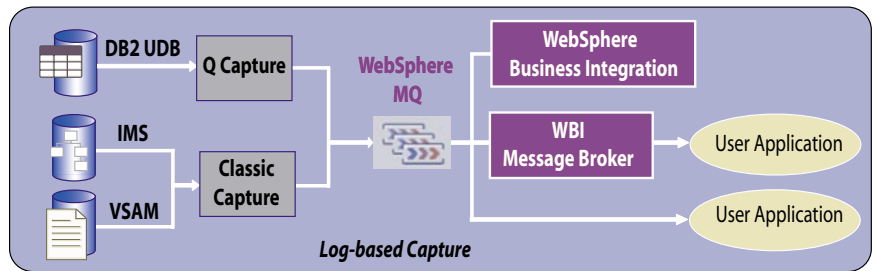 DB2 UDB
Q Capture
IMS
VSAM
Classic
Capture
WebSphere
MQ
WebSphere
Business Integration
WBI
Message Broker
User Application
User Application
Log-based Capture